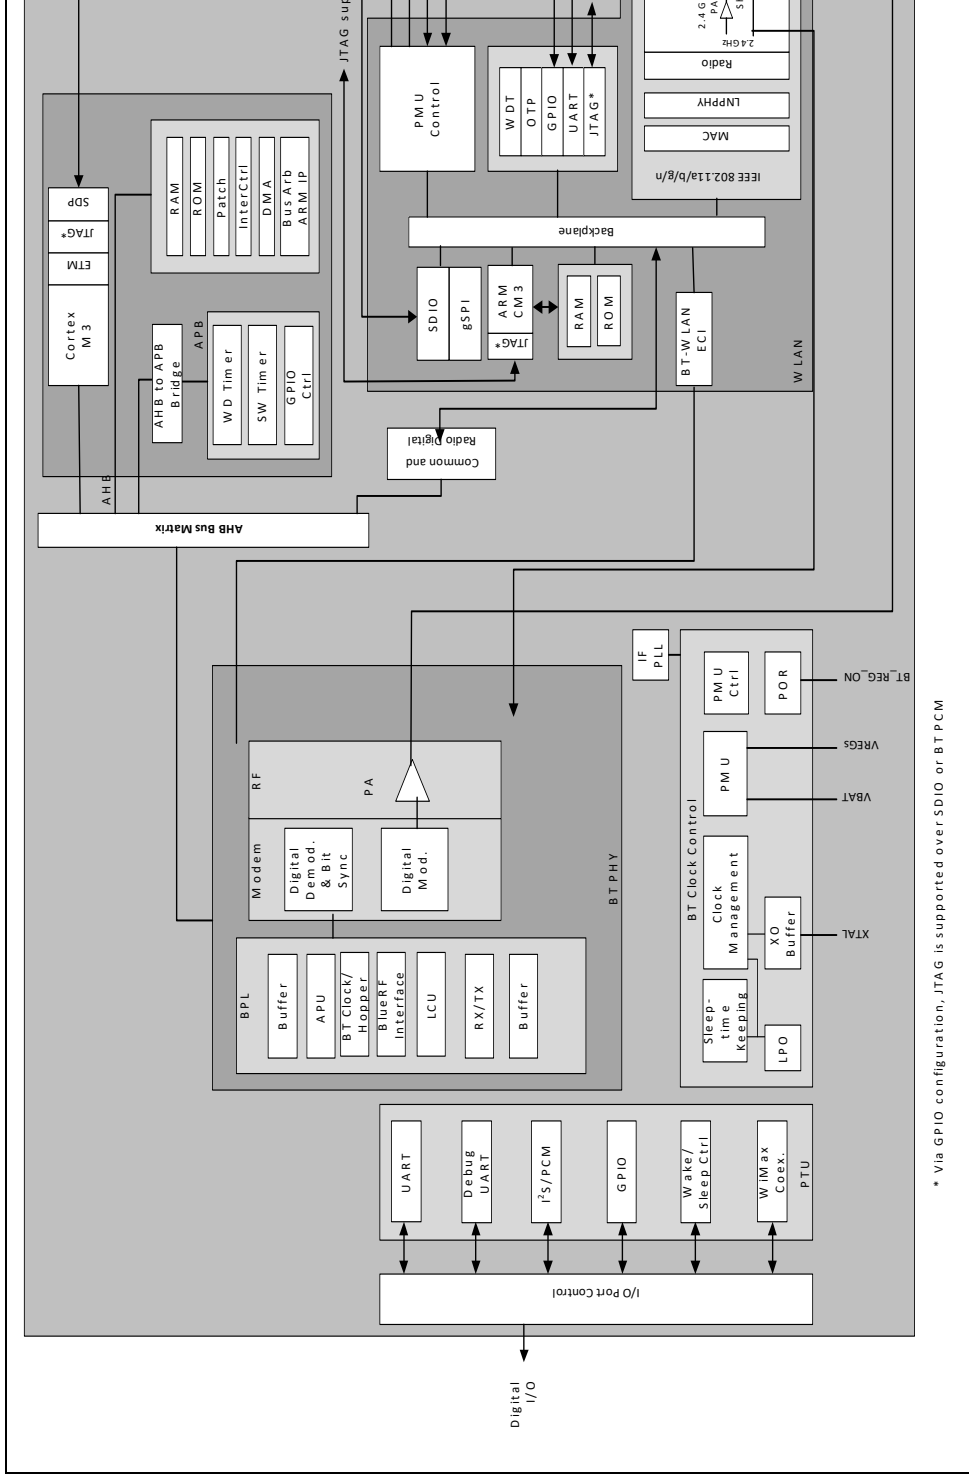 JTAG sup
SDP
JTAG*
ETM
Cortex
M3
RAM
ROM
Patch
InterCtrl
DMA
Bus Arb
ARM IP
AHB to APB
Bridge
APB
WD Timer
SW Timer
GPIO
Ctrl
AHB
AHB Bus Matrix
PMU
Control
WDT
OTP
GPIO
UART
JTAG*
2.4 G
PA
2.4 GHz
Radio
LNPPHY
MAC
IEEE 802.11a/b/g/n
Backplane
SDIO
gSPI
ARM
CM3
JTAG*
RAM
ROM
BT-WLAN
ECI
WLAN
Common and
Radio Digital
RF
PA
Modem
Digital
Demod.
& Bit
Sync
Digital
Mod.
BTPHY
BPL
Buffer
APU
BT Clock/
Hopper
BlueRF
Interface
LCU
RX/TX
Buffer
IF
PLL
BT Clock Control
PMU
Ctrl
POR
PMU
Clock
Management
XO
Buffer
Sleep-
time
Keeping
LPO
BT_REG_ON
VREGs
VBAT
XTAL
UART
Debug
UART
I²S/PCM
GPIO
Wake/
Sleep Ctrl
WiMax
Coex.
PTU
I/O Port Control
Digital
I/O
* Via GPIO configuration, JTAG is supported over SDIO or BT PCM